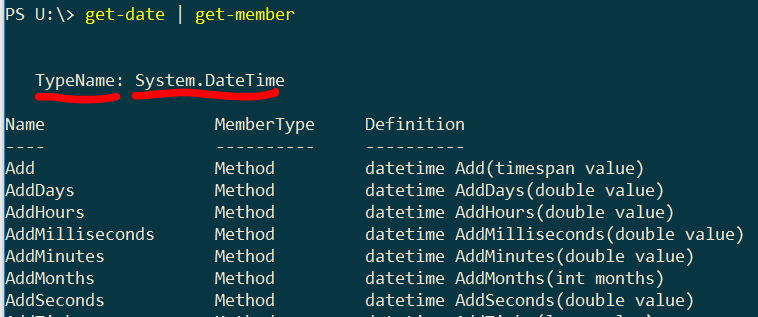 PS U:\> get-date | get-member
TypeName: System.DateTime
Name MemberType Definition
---- ---------- ----------
Add Method datetime Add(timespan value)
AddDays Method datetime AddDays(double value)
AddHours Method datetime AddHours(double value)
AddMilliseconds Method datetime AddMilliseconds(double value)
AddMinutes Method datetime AddMinutes(double value)
AddMonths Method datetime AddMonths(int months)
AddSeconds Method datetime AddSeconds(double value)